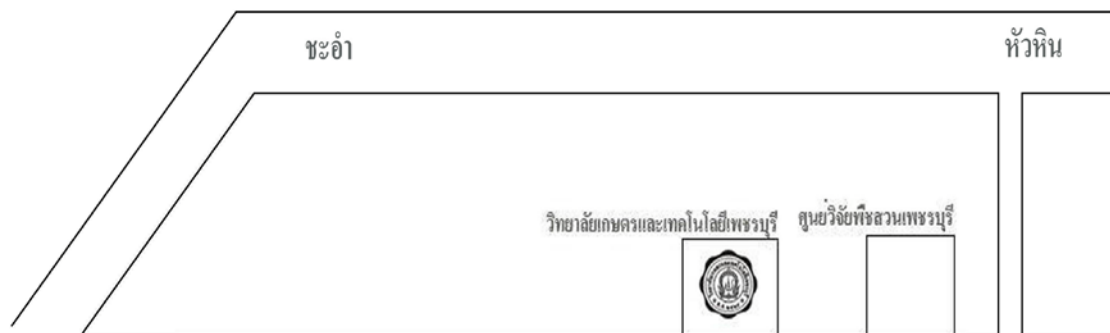 ชะอำ
หัวหิน
วิทยาลัยเกษตรและเทคโนโลยีเพชรบุรี
ศูนย์วิจัยพืชสวนเพชรบุรี